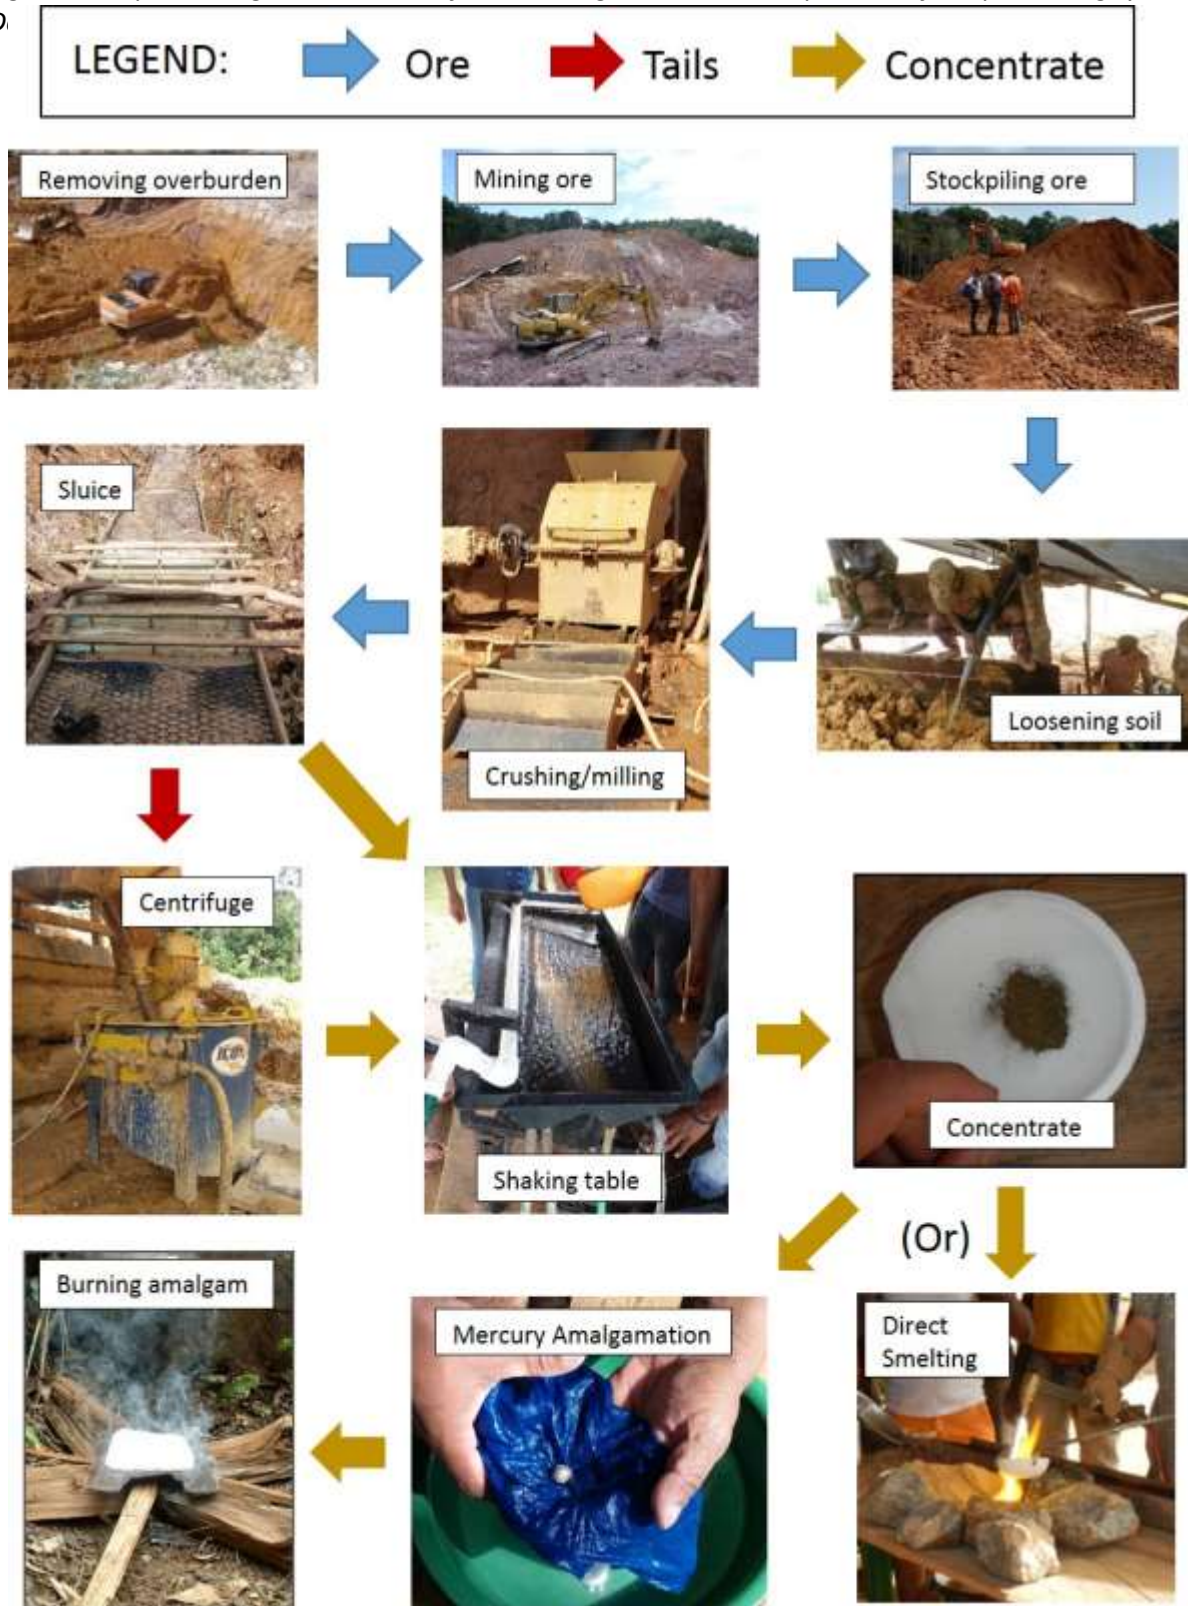 LEGEND: Ore Tails Concentrate
Removing overburden
Mining ore
Stockpiling ore
Sluice
Crushing/milling
Loosening soil
Centrifuge
Shaking table
Concentrate
(Or)
Burning amalgam
Mercury Amalgamation
Direct
Smelting